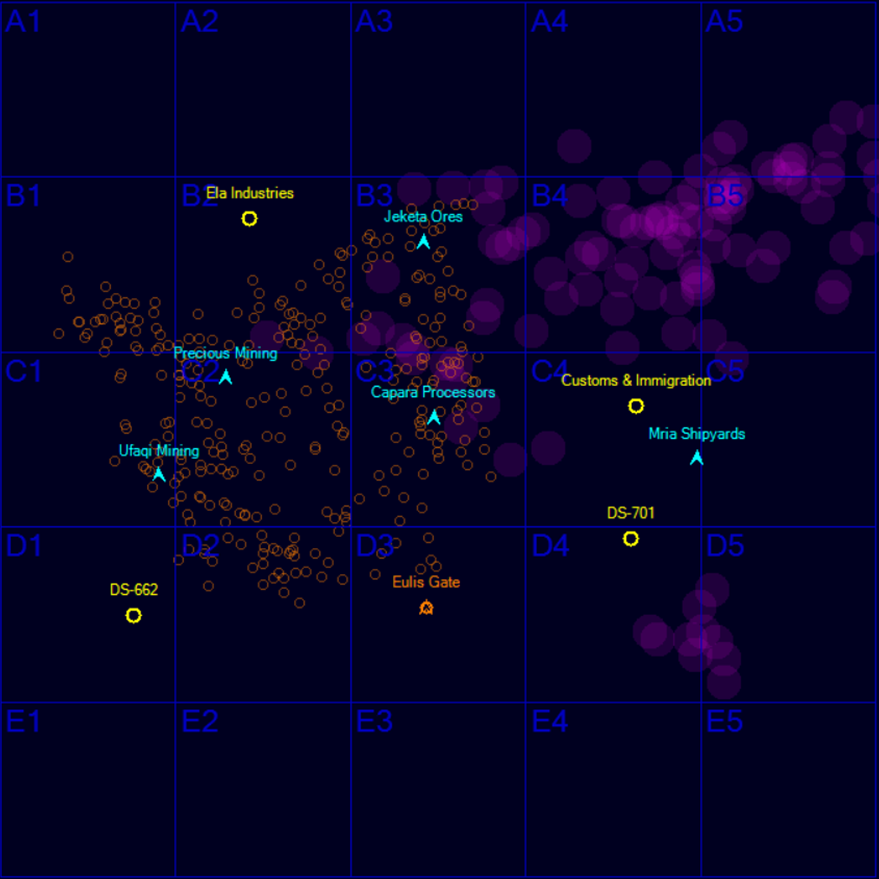 A1 A2 A3 A4 A5
B1 B2 B3 B4 B5
Ela Industries
Jeketa Ores
C1 C2 C3 C4 C5
Precious Mining
Customs & Immigration
Capara Processors
Mria Shipyards
Ufaqi Mining
DS-701
D1 D2 D3 D4 D5
Eulis Gate
DS-662
E1 E2 E3 E4 E5